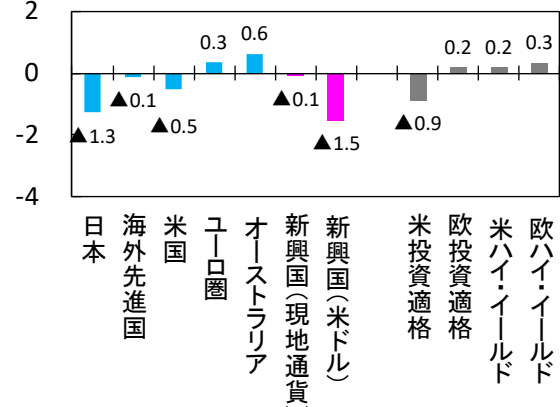 2
0
-2
-4
▲1.3
▲0.1
▲0.5
0.3
0.6
▲0.1
▲1.5
▲0.9
0.2
0.2
0.3
日本
海外先進国
米国
ユーロ圏
オーストラリア
新興国(現地通貨
新興国(米ドル)
米投資適格
欧投資適格
米ハイ・イールド
欧ハイ・イールド